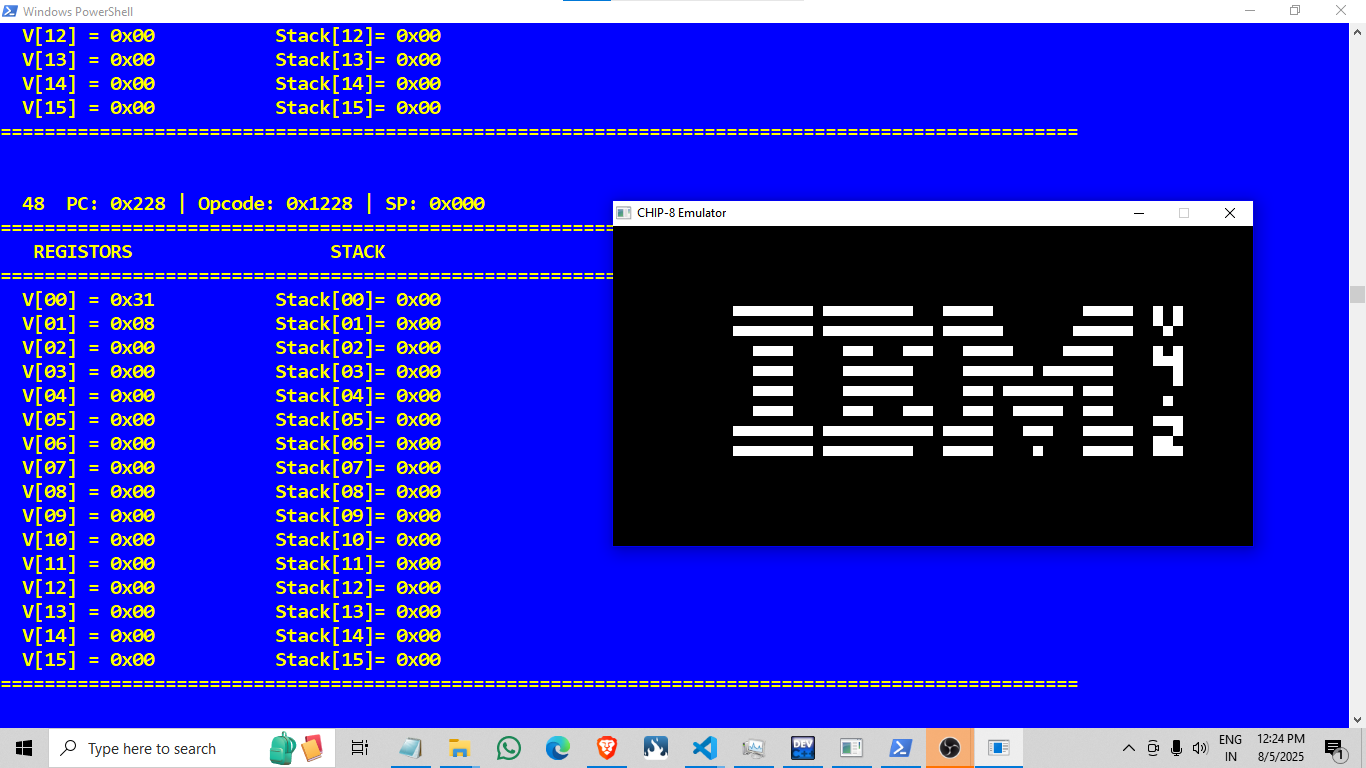 Windows PowerShell
V[12] = 0x00 Stack[12]= 0x00
V[13] = 0x00 Stack[13]= 0x00
V[14] = 0x00 Stack[14]= 0x00
V[15] = 0x00 Stack[15]= 0x00
==================================================================================================
48 PC: 0x228 | Opcode: 0x1228 | SP: 0x000
========================================================
REGISTORS STACK
========================================================
V[00] = 0x31 Stack[00]= 0x00
V[01] = 0x08 Stack[01]= 0x00
V[02] = 0x00 Stack[02]= 0x00
V[03] = 0x00 Stack[03]= 0x00
V[04] = 0x00 Stack[04]= 0x00
V[05] = 0x00 Stack[05]= 0x00
V[06] = 0x00 Stack[06]= 0x00
V[07] = 0x00 Stack[07]= 0x00
V[08] = 0x00 Stack[08]= 0x00
V[09] = 0x00 Stack[09]= 0x00
V[10] = 0x00 Stack[10]= 0x00
V[11] = 0x00 Stack[11]= 0x00
V[12] = 0x00 Stack[12]= 0x00
V[13] = 0x00 Stack[13]= 0x00
V[14] = 0x00 Stack[14]= 0x00
V[15] = 0x00 Stack[15]= 0x00
==================================================================================================
CHIP-8 Emulator
IBM
Type here to search
DEV
ENG
IN
12:24 PM
8/5/2025
1